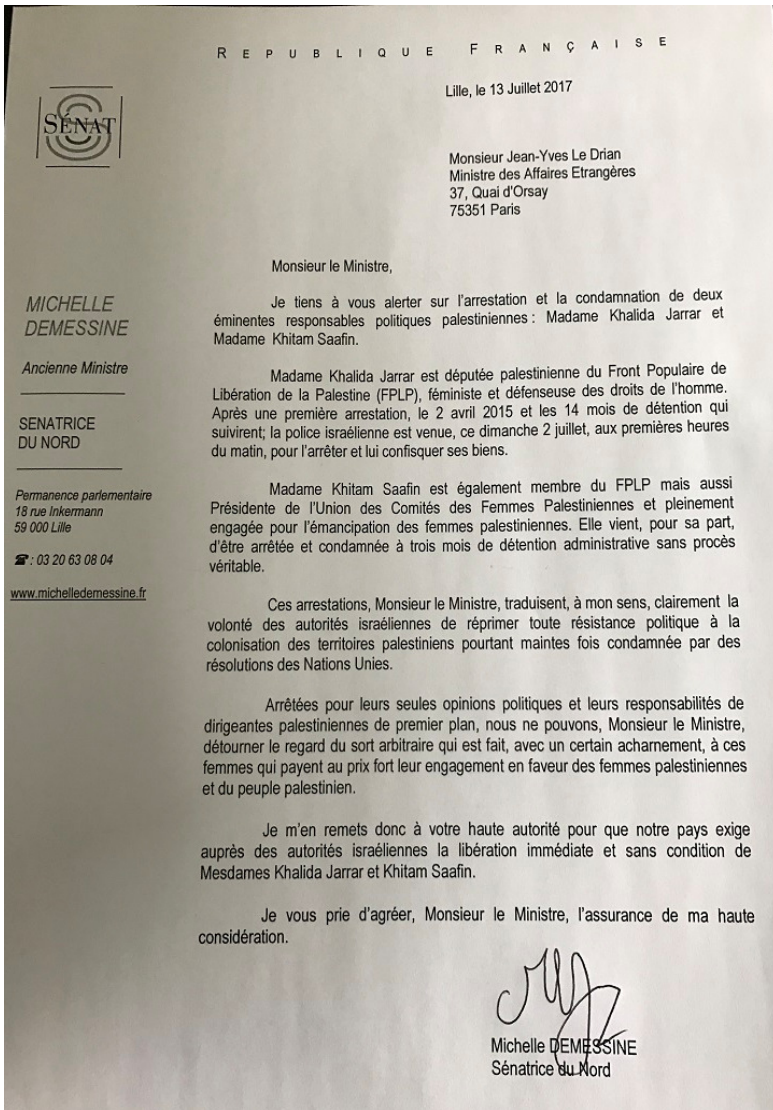 REPUBLIQUE FRANÇAISE
Lille, le 13 Juillet 2017
SÉNAT
Monsieur Jean-Yves Le Drian
Ministre des Affaires Etrangères
37, Quai d'Orsay
75351 Paris
MICHELLE
DEMESSINE
Ancienne Ministre
SENATRICE
DU NORD
Permanence parlementaire
18 rue Inkermann
59 000 Lille
☎ : 03 20 63 08 04
www.michelledemessine.fr
Monsieur le Ministre,
Je tiens à vous alerter sur l'arrestation et la condamnation de deux
éminentes responsables politiques palestiniennes : Madame Khalida Jarrar et
Madame Khitam Saafin.
Madame Khalida Jarrar est députée palestinienne du Front Populaire de
Libération de la Palestine (FPLP), féministe et défenseuse des droits de l'homme.
Après une première arrestation, le 2 avril 2015 et les 14 mois de détention qui
suivirent; la police israélienne est venue, ce dimanche 2 juillet, aux premières heures
du matin, pour l'arrêter et lui confisquer ses biens.
Madame Khitam Saafin est également membre du FPLP mais aussi
Présidente de l'Union des Comités des Femmes Palestiniennes et pleinement
engagée pour l'émancipation des femmes palestiniennes. Elle vient, pour sa part,
d'être arrêtée et condamnée à trois mois de détention administrative sans procès
véritable.
Ces arrestations, Monsieur le Ministre, traduisent, à mon sens, clairement la
volonté des autorités israéliennes de réprimer toute résistance politique à la
colonisation des territoires palestiniens pourtant maintes fois condamnée par des
résolutions des Nations Unies.
Arrêtées pour leurs seules opinions politiques et leurs responsabilités de
dirigeantes palestiniennes de premier plan, nous ne pouvons, Monsieur le Ministre,
détourner le regard du sort arbitraire qui est fait, avec un certain acharnement, à ces
femmes qui payent au prix fort leur engagement en faveur des femmes palestiniennes
et du peuple palestinien.
Je m'en remets donc à votre haute autorité pour que notre pays exige
auprès des autorités israéliennes la libération immédiate et sans condition de
Mesdames Khalida Jarrar et Khitam Saafin.
Je vous prie d'agréer, Monsieur le Ministre, l'assurance de ma haute
considération.
Michelle DEMESSINE
Sénatrice du Nord